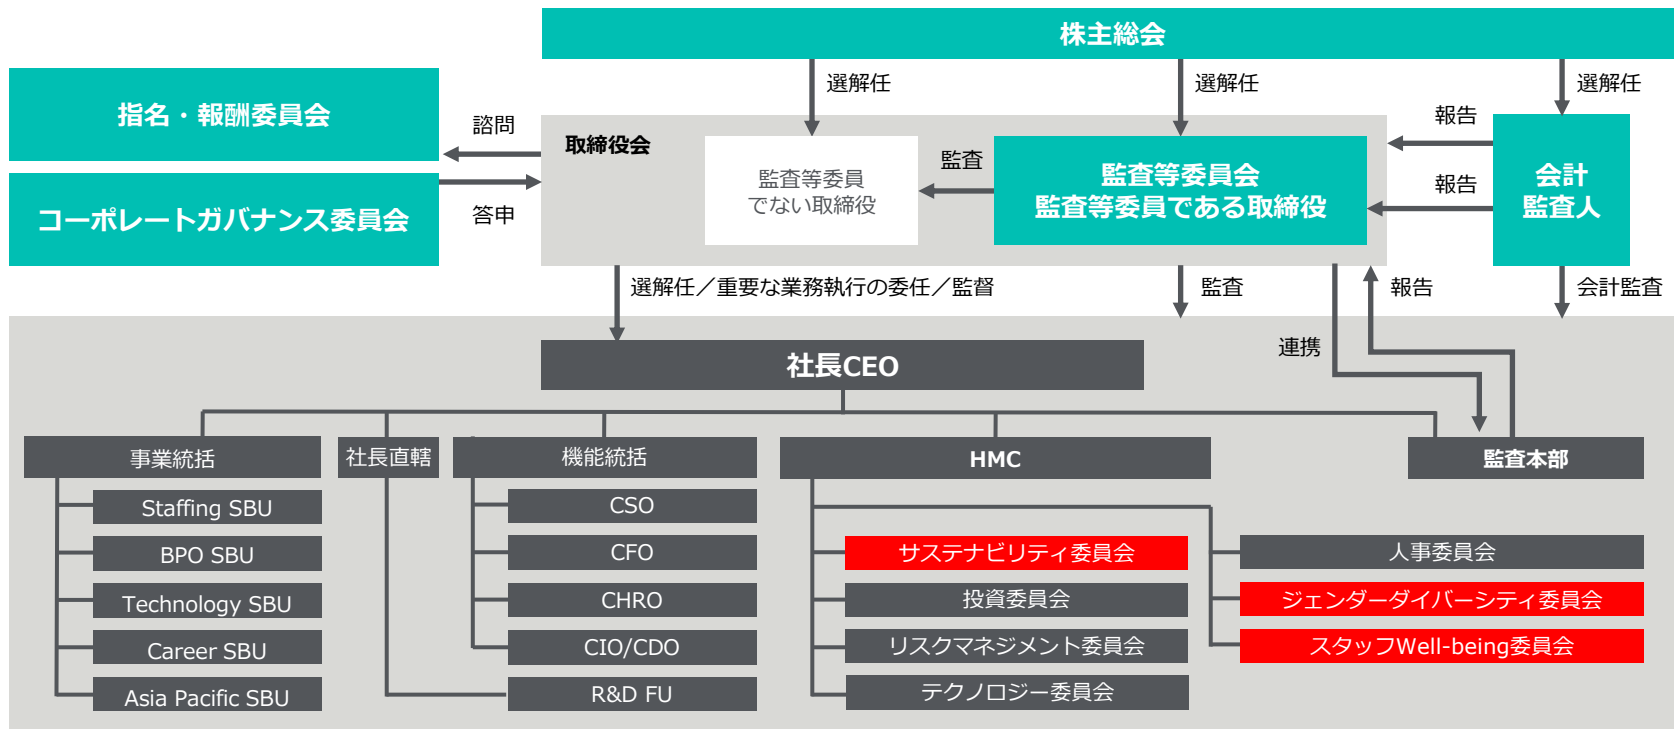 株主総会
選解任
選解任
選解任
指名・報酬委員会
コーポレートガバナンス委員会
諮問
答申
取締役会
監査等委員
でない取締役
監査
監査等委員会
監査等委員である取締役
報告
報告
会計
監査人
選解任／重要な業務執行の委任／監督
監査
報告
会計監査
連携
社長CEO
事業統括
社長直轄
機能統括
HMC
監査本部
Staffing SBU
BPO SBU
Technology SBU
Career SBU
Asia Pacific SBU
CSO
CFO
CHRO
CIO/CDO
R&D FU
サステナビリティ委員会
投資委員会
リスクマネジメント委員会
テクノロジー委員会
人事委員会
ジェンダーダイバーシティ委員会
スタッフWell-being委員会